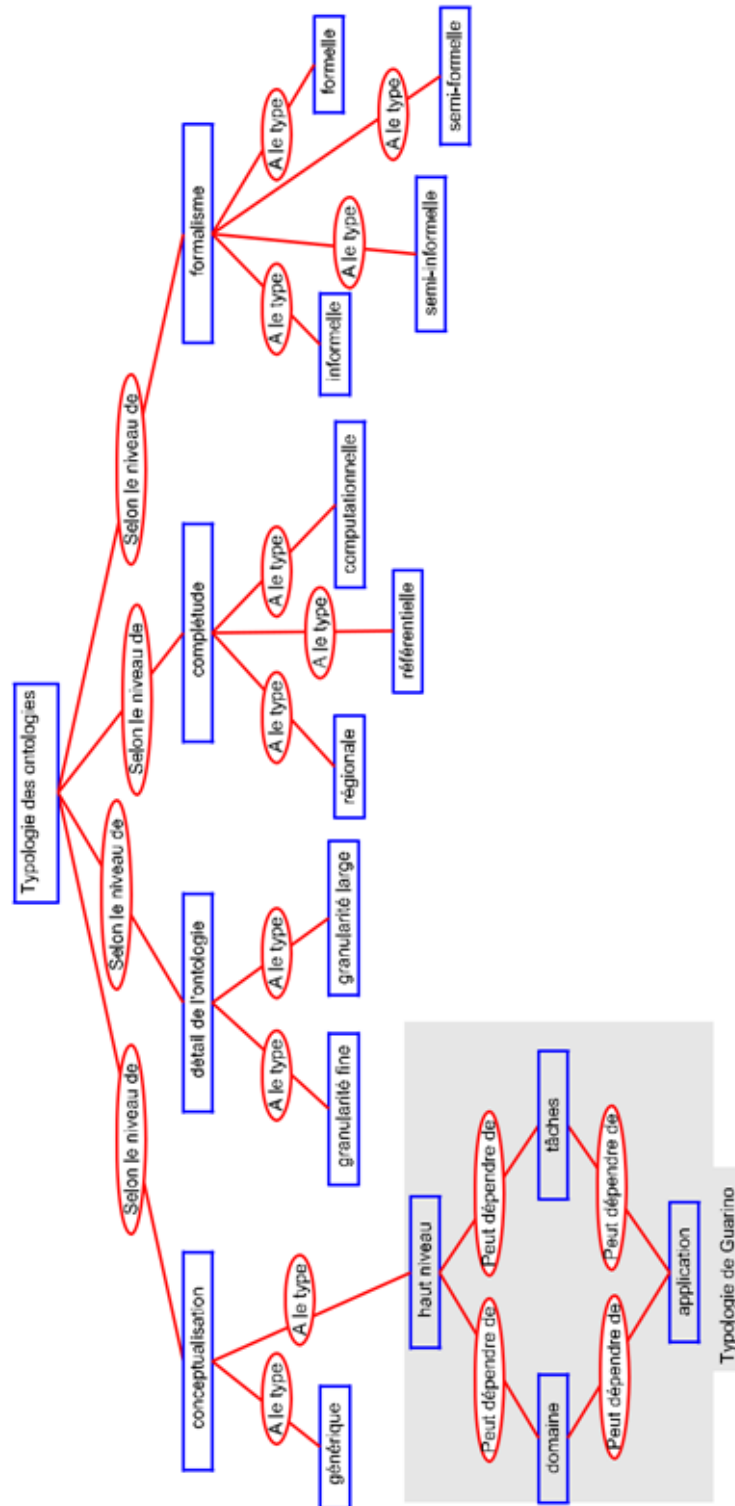 Typologie des ontologies
Selon le niveau de
Selon le niveau de
Selon le niveau de
Selon le niveau de
conceptualisation
détail de l'ontologie
complétude
formalisme
A le type
A le type
A le type
A le type
A le type
A le type
A le type
A le type
A le type
A le type
A le type
générique
granularité fine
granularité large
régionale
computationnelle
informelle
formelle
haut niveau
référentielle
semi-informelle
semi-formelle
Peut dépendre de
Peut dépendre de
domaine
tâches
Peut dépendre de
Peut dépendre de
application
Typologie de Guarino